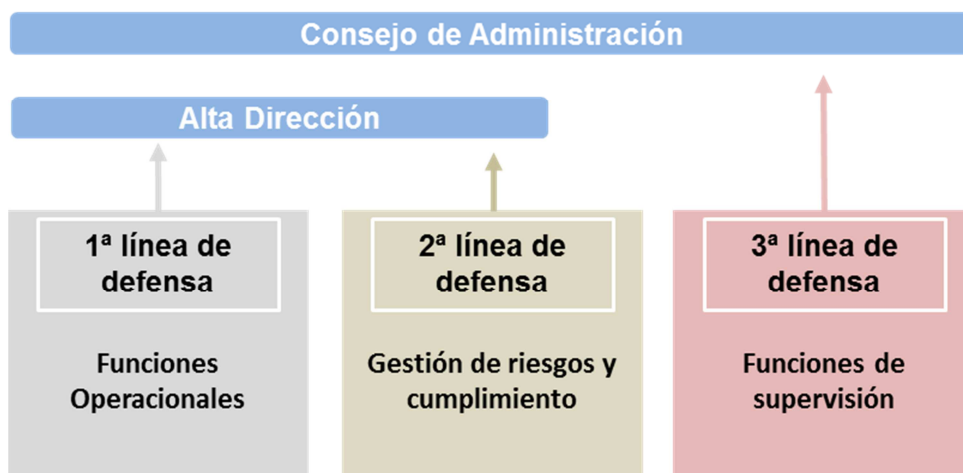 Consejo de Administración
Alta Dirección
1ª línea de
defensa
Funciones
Operacionales
2ª línea de
defensa
Gestión de riesgos y
cumplimiento
3ª línea de
defensa
Funciones de
supervisión